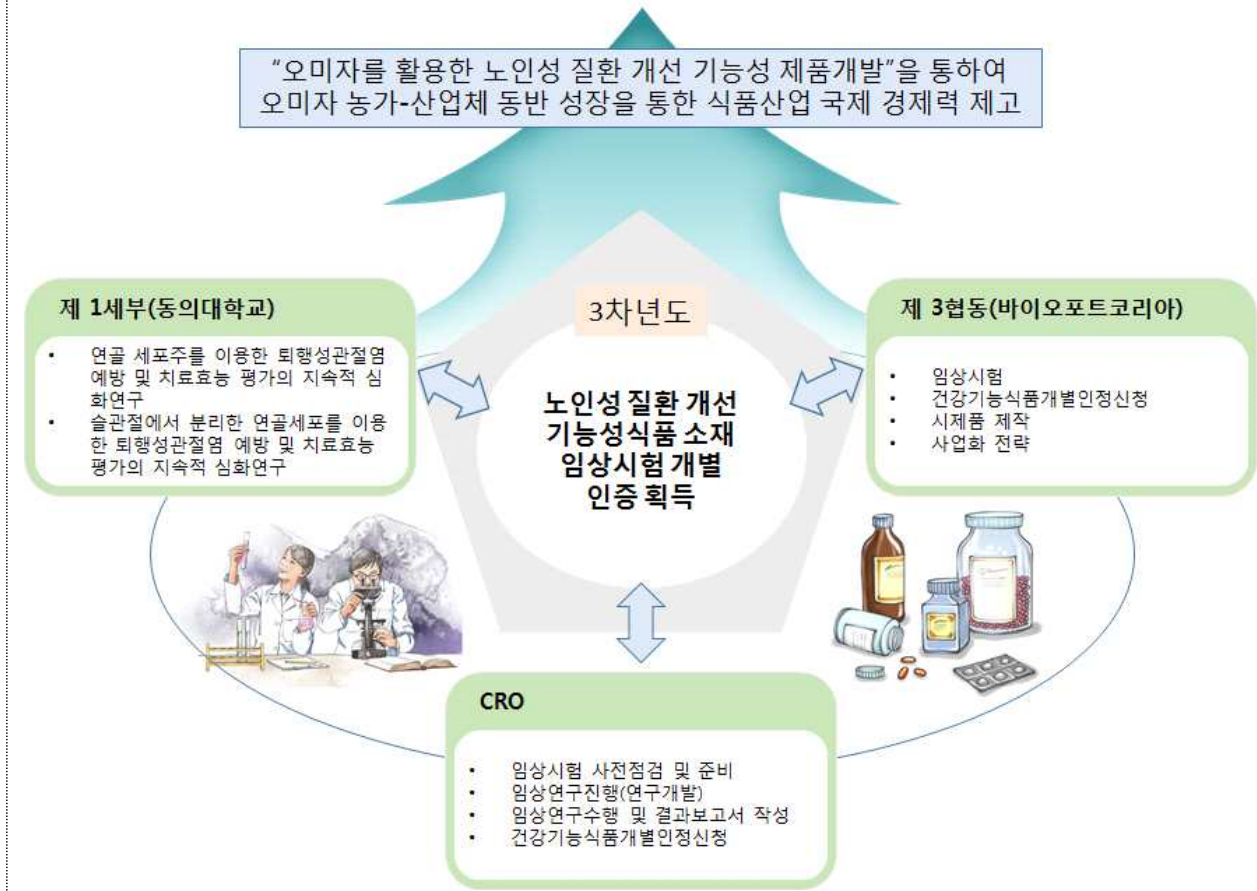 “오미자를 활용한 노인성 질환 개선 기능성 제품개발”을 통하여
오미자 농가-산업체 동반 성장을 통한 식품산업 국제 경제력 제고
제 1세부(동의대학교)
• 연골 세포주를 이용한 퇴행성관절염
예방 및 치료효능 평가의 지속적 심
화연구
• 슬관절에서 분리한 연골세포를 이용
한 퇴행성관절염 예방 및 치료효능
평가의 지속적 심화연구
3차년도
노인성 질환 개선
기능성식품 소재
임상시험 개별
인증 획득
제 3협동(바이오포트코리아)
• 임상시험
• 건강기능식품개별인정신청
• 시제품 제작
• 사업화 전략
CRO
• 임상시험 사전점검 및 준비
• 임상연구진행(연구개발)
• 임상연구수행 및 결과보고서 작성
• 건강기능식품개별인정신청